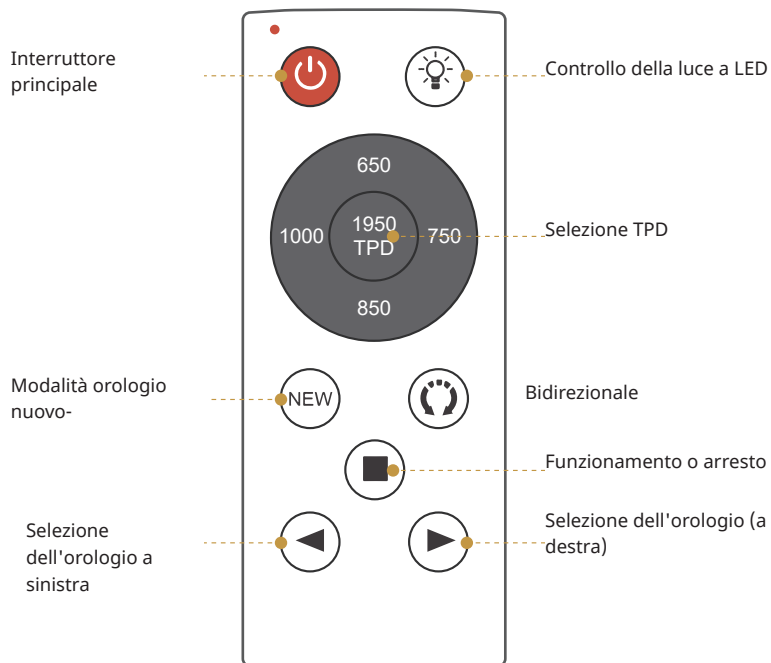 Interruttore
principale
Controllo della luce a LED
650
1000
1950
TPD
750
850
Selezione TPD
Modalità orologio
nuovo-
NEW
Bidirezionale
Funzionamento o arresto
Selezione
dell'orologio a
sinistra
Selezione dell'orologio (a
destra)